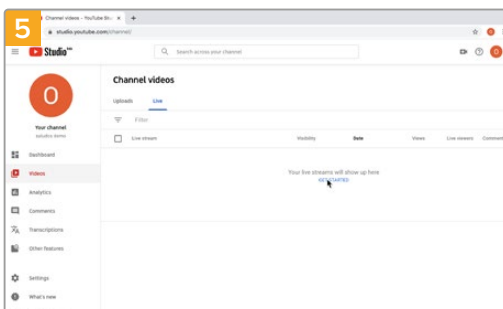 5
Channel videos - YouTube Stu
studio.youtube.com/channel/
Studio
Search across your channel
O
Your channel
Dashboard
Videos
Analytics
Comments
Transcriptions
Other features
Settings
What's new
Channel videos
Uploads
Live
Filter
Live stream
Visibility
Date
Views
Live viewers
Comment
Your live streams will show up here
GET STARTED